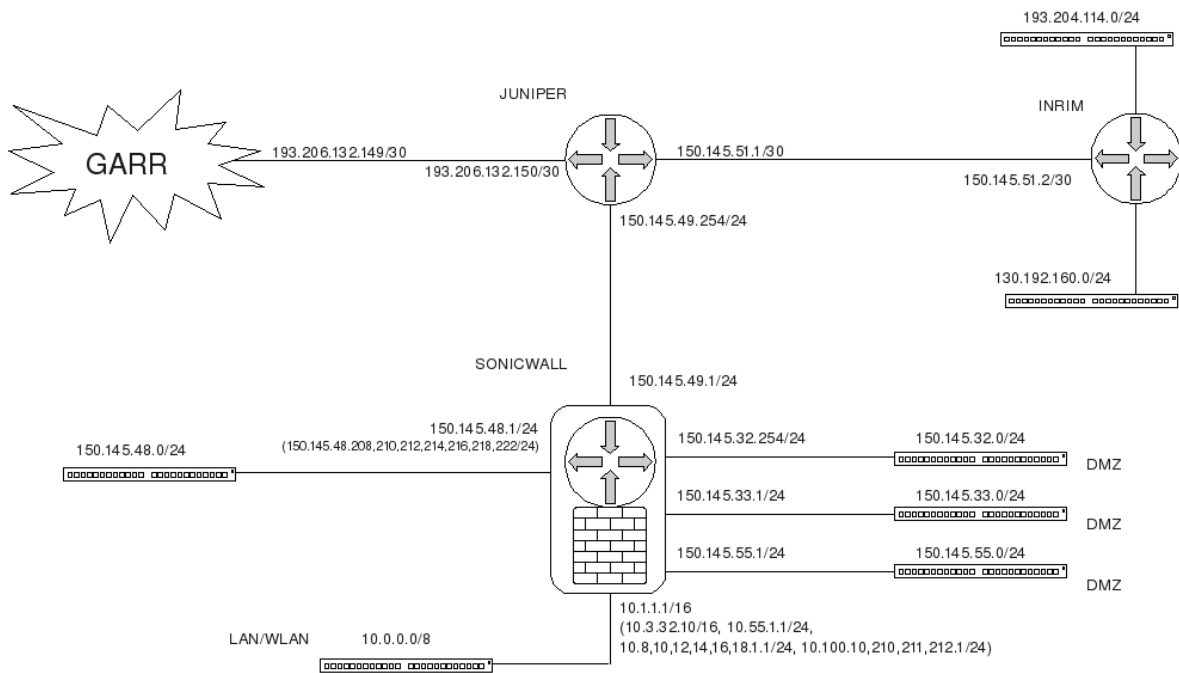 193.204.114.0/24
JUNIPER
INRIM
GARR
193.206.132.149/30
193.206.132.150/30
150.145.51.1/30
150.145.51.2/30
150.145.49.254/24
130.192.160.0/24
SONICWALL
150.145.49.1/24
150.145.48.0/24
150.145.48.1/24
(150.145.48.208,210,212,214,216,218,222/24)
150.145.32.254/24
150.145.32.0/24
DMZ
150.145.33.1/24
150.145.33.0/24
DMZ
150.145.55.1/24
150.145.55.0/24
DMZ
LAN/WLAN
10.0.0.0/8
10.1.1.1/16
(10.3.32.10/16, 10.55.1.1/24,
10.8,10,12,14,16,18.1.1/24, 10.100.10,210,211,212.1/24)